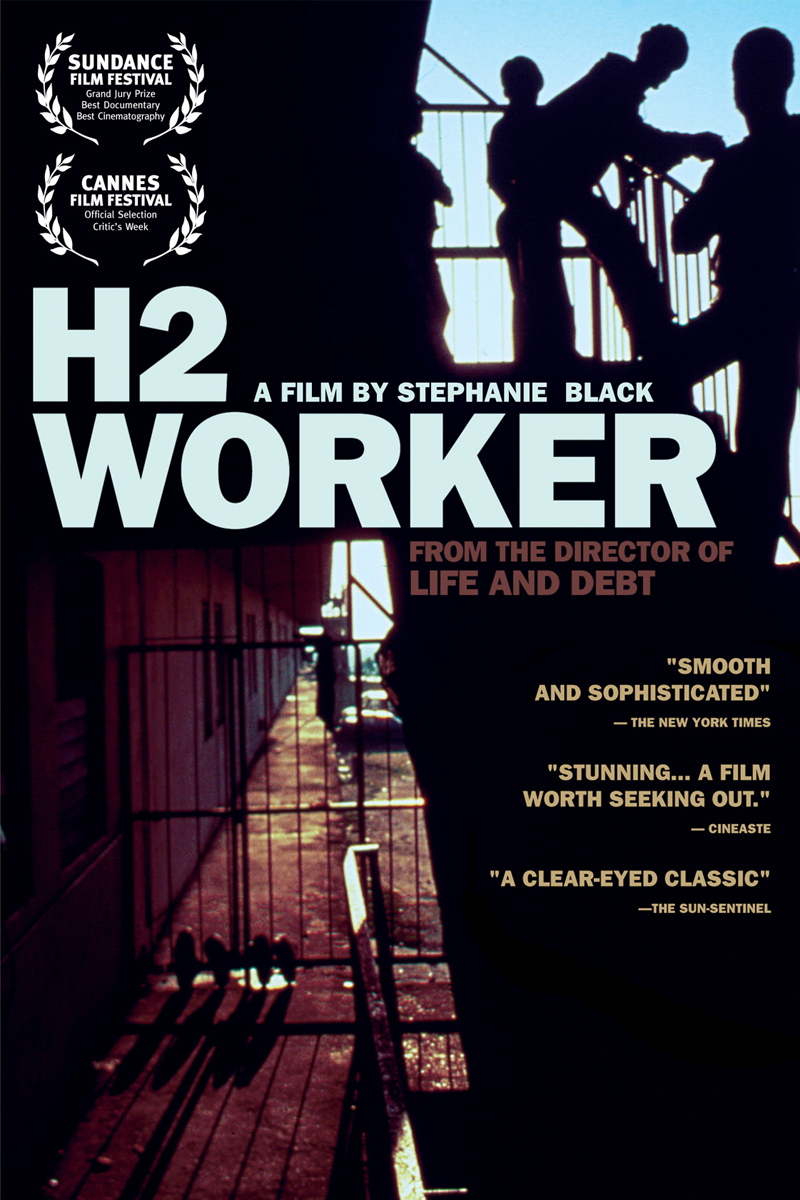 SUNDANCE
FILM FESTIVAL
Grand Jury Prize
Best Documentary
Best Cinematography
CANNES
FILM FESTIVAL
Official Selection
Critic's Week
H2
A FILM BY STEPHANIE BLACK
WORKER
FROM THE DIRECTOR OF
LIFE AND DEBT
"SMOOTH
AND SOPHISTICATED"
— THE NEW YORK TIMES
"STUNNING... A FILM
WORTH SEEKING OUT."
— CINEASTE
"A CLEAR-EYED CLASSIC"
—THE SUN-SENTINEL